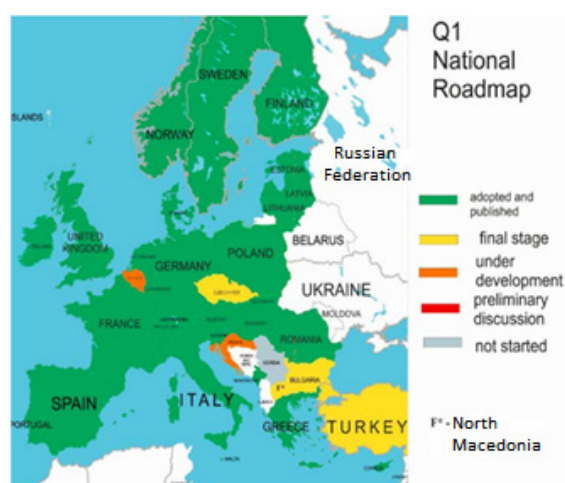 Q1
National
Roadmap
SWEDEN
FINLAND
NORWAY
Russian
Federation
ESTONIA
LATVIA
LITHUANIA
adopted and
published
UNITED
KINGDOM
POLAND
BELARUS
final stage
GERMANY
under
development
UKRAINE
preliminary
discussion
MOLDOVA
FRANCE
ROMANIA
not started
SERBIA
BULGARIA
F*
SPAIN
ITALY
TURKEY
F* -North
Macedonia
PORTUGAL
GREECE
MALTA